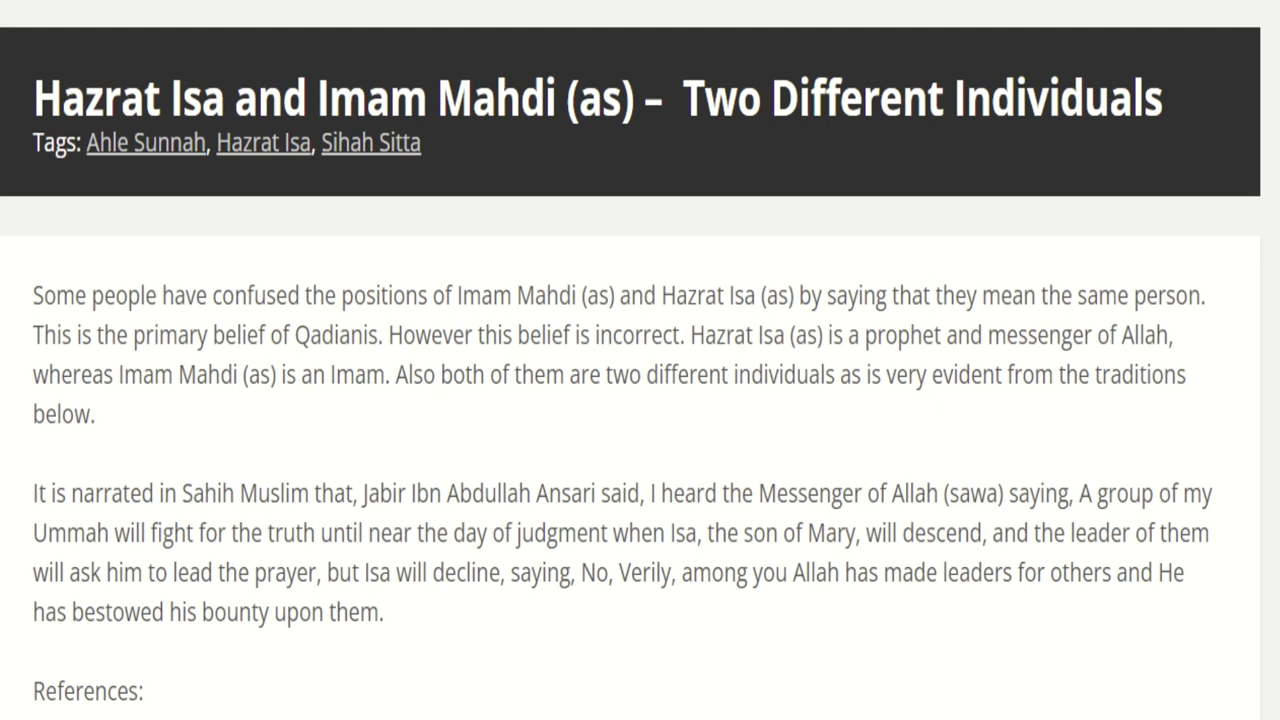 Hazrat Isa and Imam Mahdi (as) – Two Different Individuals
Tags: Ahle Sunnah, Hazrat Isa, Sihah Sitta
Some people have confused the positions of Imam Mahdi (as) and Hazrat Isa (as) by saying that they mean the same person.
This is the primary belief of Qadianis. However this belief is incorrect. Hazrat Isa (as) is a prophet and messenger of Allah,
whereas Imam Mahdi (as) is an Imam. Also both of them are two different individuals as is very evident from the traditions
below.
It is narrated in Sahih Muslim that, Jabir Ibn Abdullah Ansari said, I heard the Messenger of Allah (sawa) saying, A group of my
Ummah will fight for the truth until near the day of judgment when Isa, the son of Mary, will descend, and the leader of them
will ask him to lead the prayer, but Isa will decline, saying, No, Verily, among you Allah has made leaders for others and He
has bestowed his bounty upon them.
References: